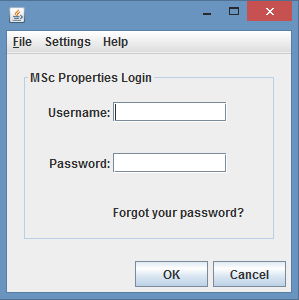 File Settings Help
MSc Properties Login
Username:
Password:
Forgot your password?
OK Cancel